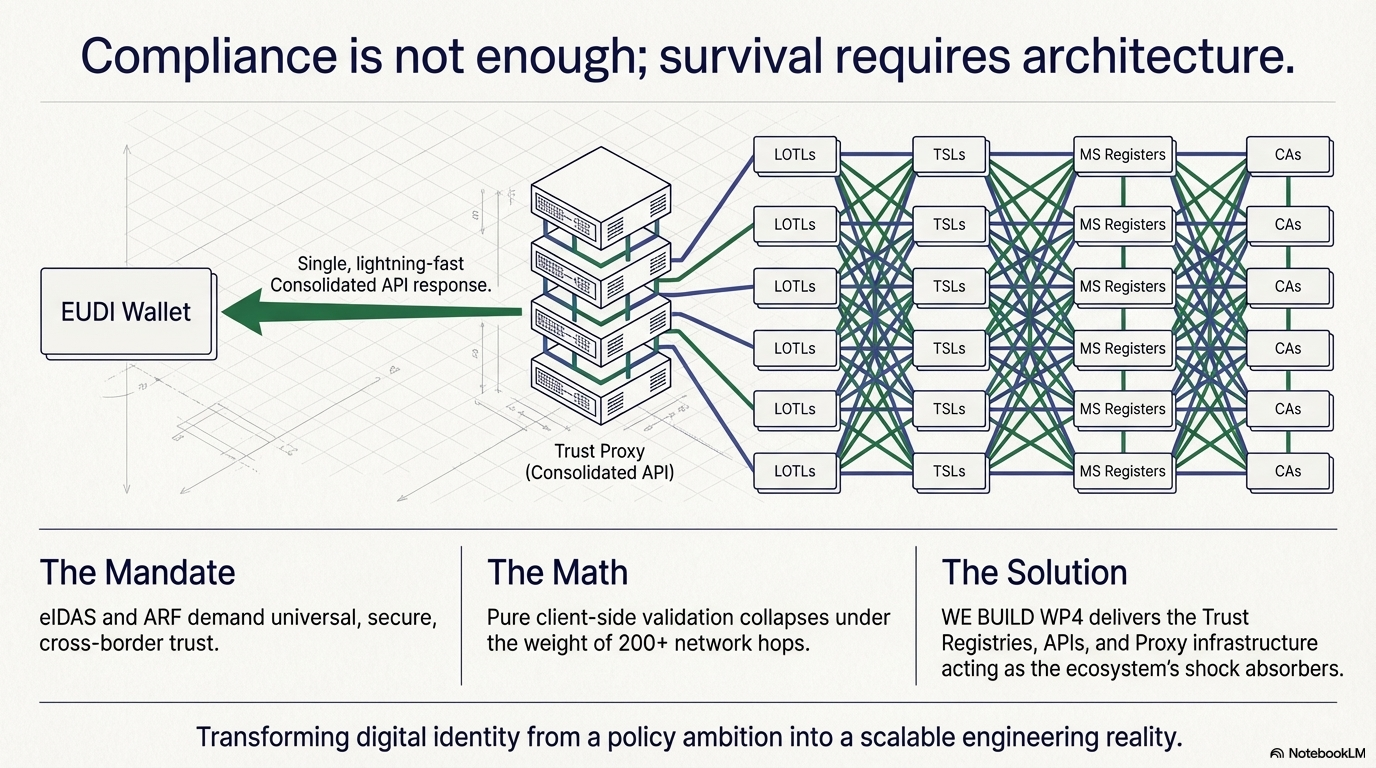 Compliance is not enough; survival requires architecture.
EUDI Wallet
Single, lightning-fast
Consolidated API response.
Trust Proxy
(Consolidated API)
LOTLs
TSLs
MS Registers
CAs
LOTLs
TSLs
MS Registers
CAs
LOTLs
TSLs
MS Registers
CAs
LOTLs
TSLs
MS Registers
CAs
LOTLs
TSLs
MS Registers
CAs
LOTLs
TSLs
MS Registers
CAs
The Mandate
eIDAS and ARF demand universal, secure,
cross-border trust.
The Math
Pure client-side validation collapses under
the weight of 200+ network hops.
The Solution
WE BUILD WP4 delivers the Trust
Registries, APIs, and Proxy infrastructure
acting as the ecosystem's shock absorbers.
Transforming digital identity from a policy ambition into a scalable engineering reality.
NotebookLM